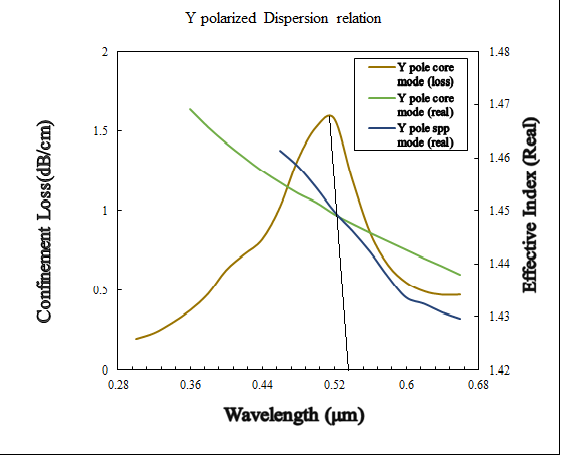 Y polarized Dispersion relation
2
1.5
1
0.5
0
1.48
1.47
1.46
1.45
1.44
1.43
1.42
0.28
0.36
0.44
0.52
0.6
0.68
Y pole core
mode (loss)
Y pole core
mode (real)
Y pole spp
mode (real)
Confinement Loss(dB/cm)
Effective Index (Real)
Wavelength (μm)